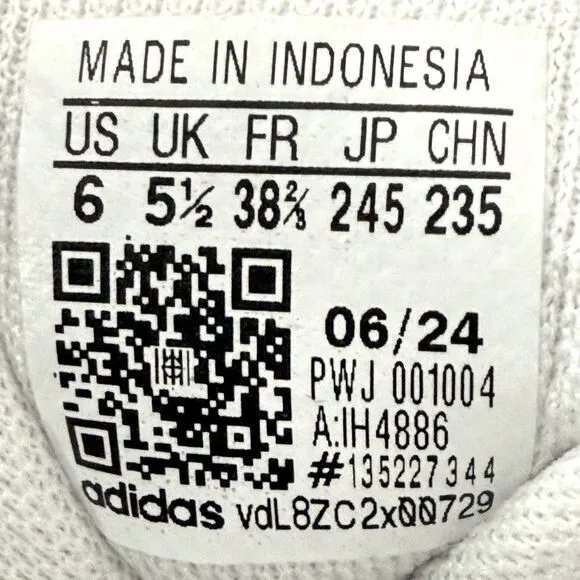 MADE IN INDONESIA
US UK FR JP CHN
6 5½ 38⅔ 245 235
06/24
PWJ 001004
A:IH4886
#135227344
adidas vdL8ZC2x00729